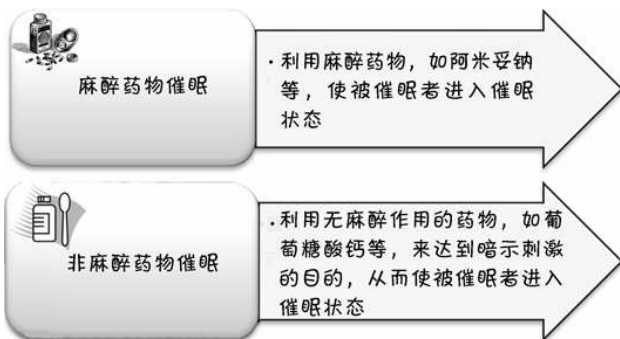 麻醉药物催眠
·利用麻醉药物，如阿米妥钠
等，使被催眠者进入催眠
状态
非麻醉药物催眠
·利用无麻醉作用的药物，如葡
萄糖酸钙等，来达到暗示刺激
的目的，从而使被催眠者进入
催眠状态